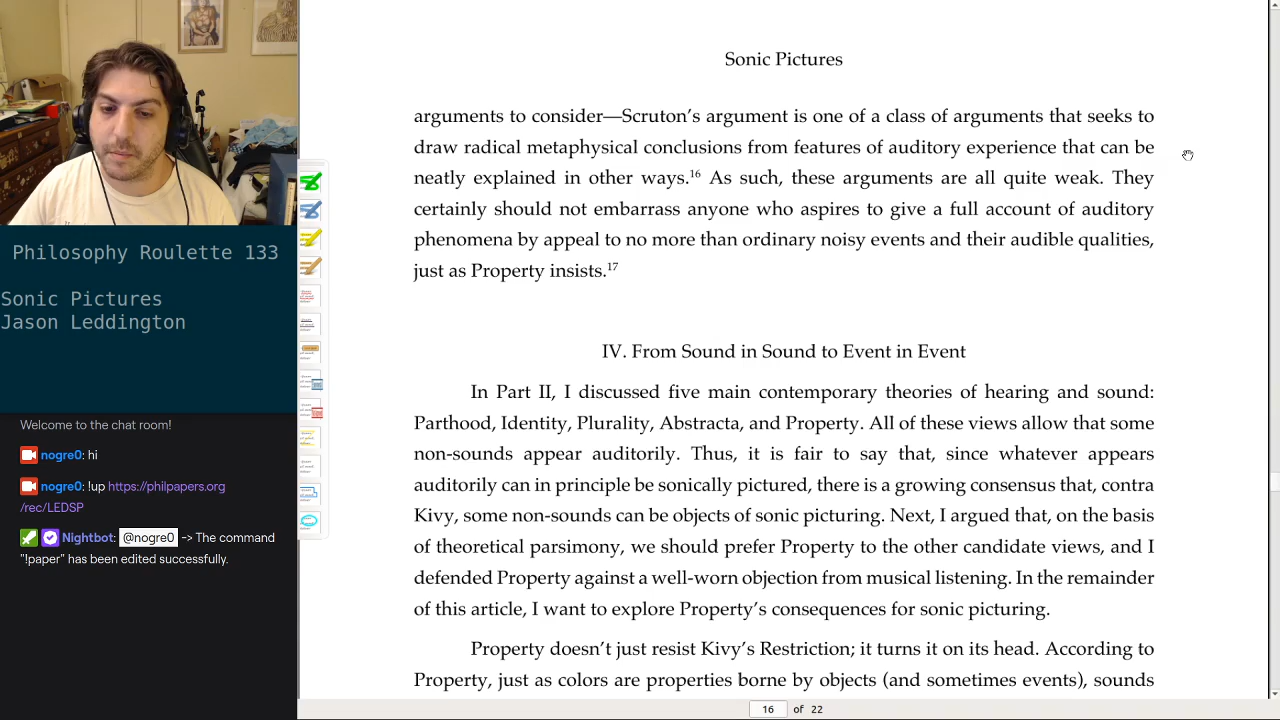 Sonic Pictures
arguments to consider—Scruton's argument is one of a class of arguments that seeks to
draw radical metaphysical conclusions from features of auditory experience that can be
neatly explained in other ways.16 As such, these arguments are all quite weak. They
certainly should not embarrass anyone who aspires to give a full account of auditory
phenomena by appeal to no more than ordinary noisy events and their audible qualities,
just as Property invites.17
IV. From Sound to Sounds: Event to Event
In Part II, I discussed five contemporary theories of hearing and sound:
Parthood, Identity, Plurality, Abstracta, and Property. All of these views allow that some
non-sounds appear auditorily. Thus, it is fair to say that, since whatever appears
auditorily can in principle be sonically pictured, there is a growing consensus that, contra
Kivy, some non-sounds can be objects for sonic picturing. Next, I argued that, on the basis
of theoretical parsimony, we should prefer Property to the other candidate views, and I
defended Property against a well-worn objection from musical listening. In the remainder
of this article, I want to explore Property's consequences for sonic picturing.
Property doesn't just resist Kivy's Restriction; it turns it on its head. According to
Property, just as colors are properties borne by objects (and sometimes events), sounds
16 of 22
Philosophy Roulette 133
Sonic Pictures
Jason Leddington
Welcome to the chat room!
nogre0: hi
nogre0: !up https://philpapers.org
/rec/LEDSP
Nightbot: @nogre0 -> The command
"!paper" has been edited successfully.